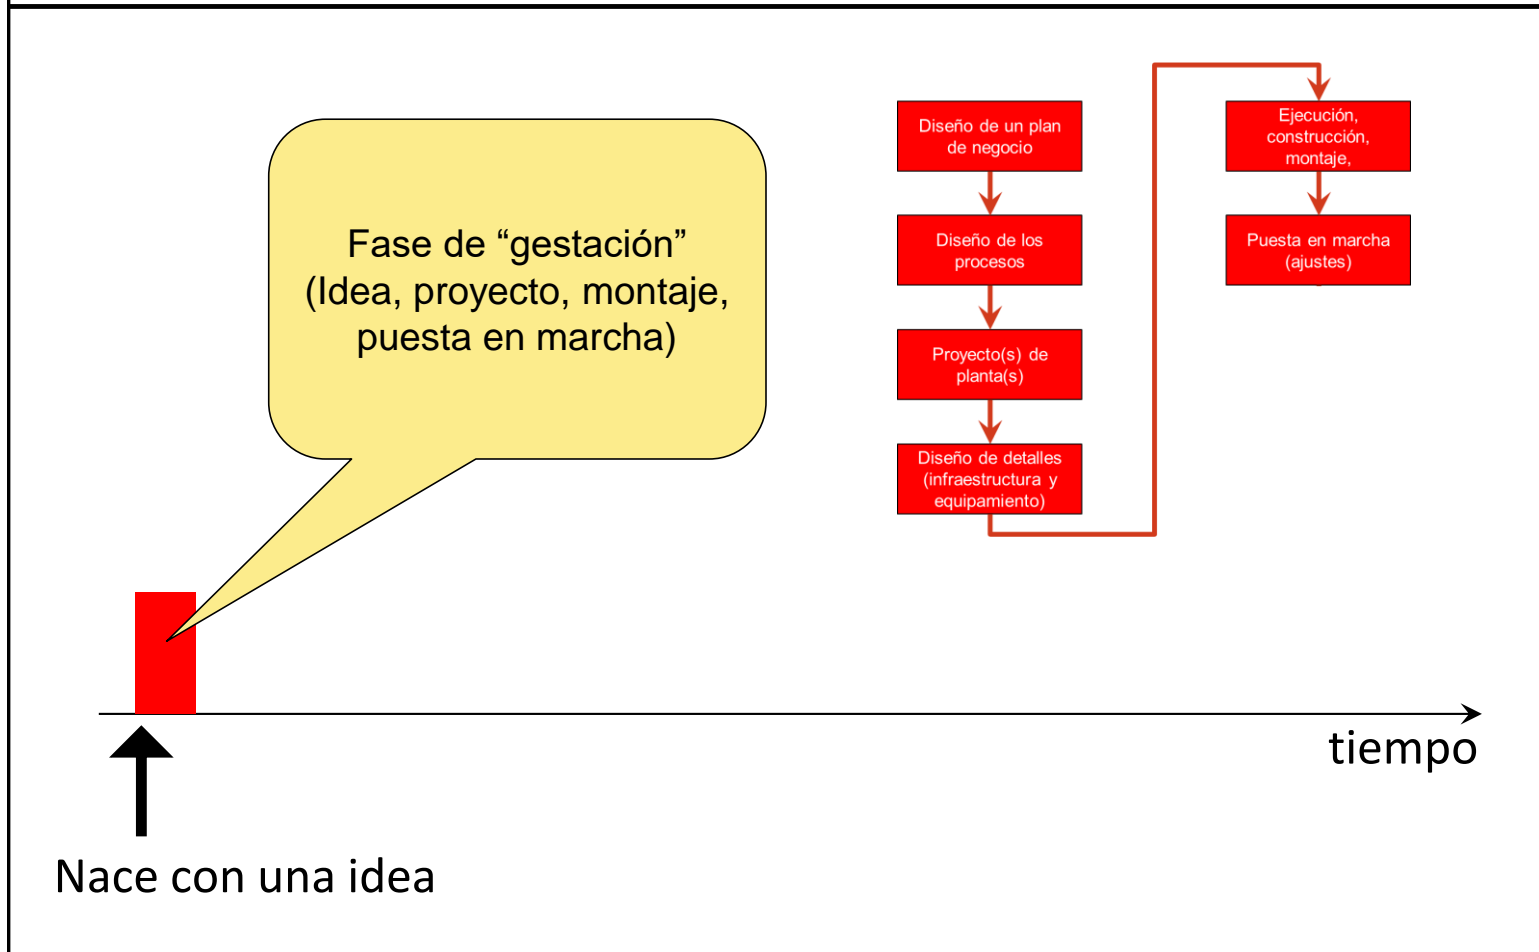 Fase de “gestación”
(Idea, proyecto, montaje,
puesta en marcha)
Diseño de un plan
de negocio
Diseño de los
procesos
Proyecto(s) de
planta(s)
Diseño de detalles
(infraestructura y
equipamiento)
Ejecución,
construcción,
montaje,
Puesta en marcha
(ajustes)
tiempo
Nace con una idea